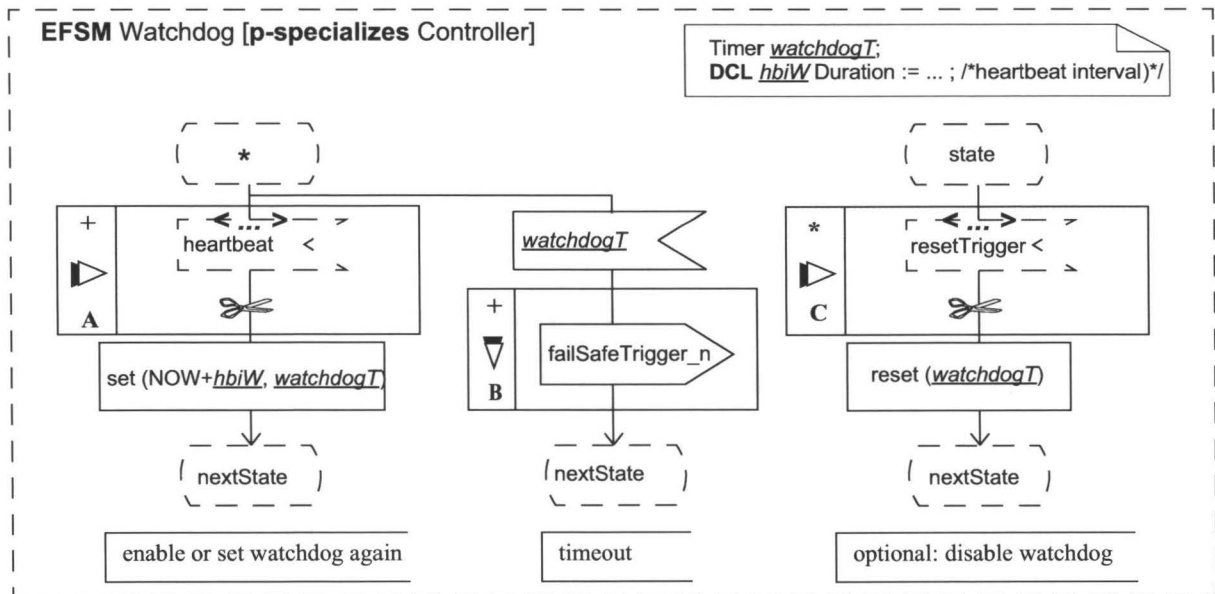 EFSM Watchdog [p-specializes Controller]
Timer watchdogT;
DCL hbiW Duration := ... ; /*heartbeat interval)*/
*
state
+
...
heartbeat <
A
watchdogT
*
...
resetTrigger <
C
+
failSafeTrigger_n
B
set (NOW+hbiW, watchdogT)
reset (watchdogT)
nextState
nextState
nextState
enable or set watchdog again
timeout
optional: disable watchdog